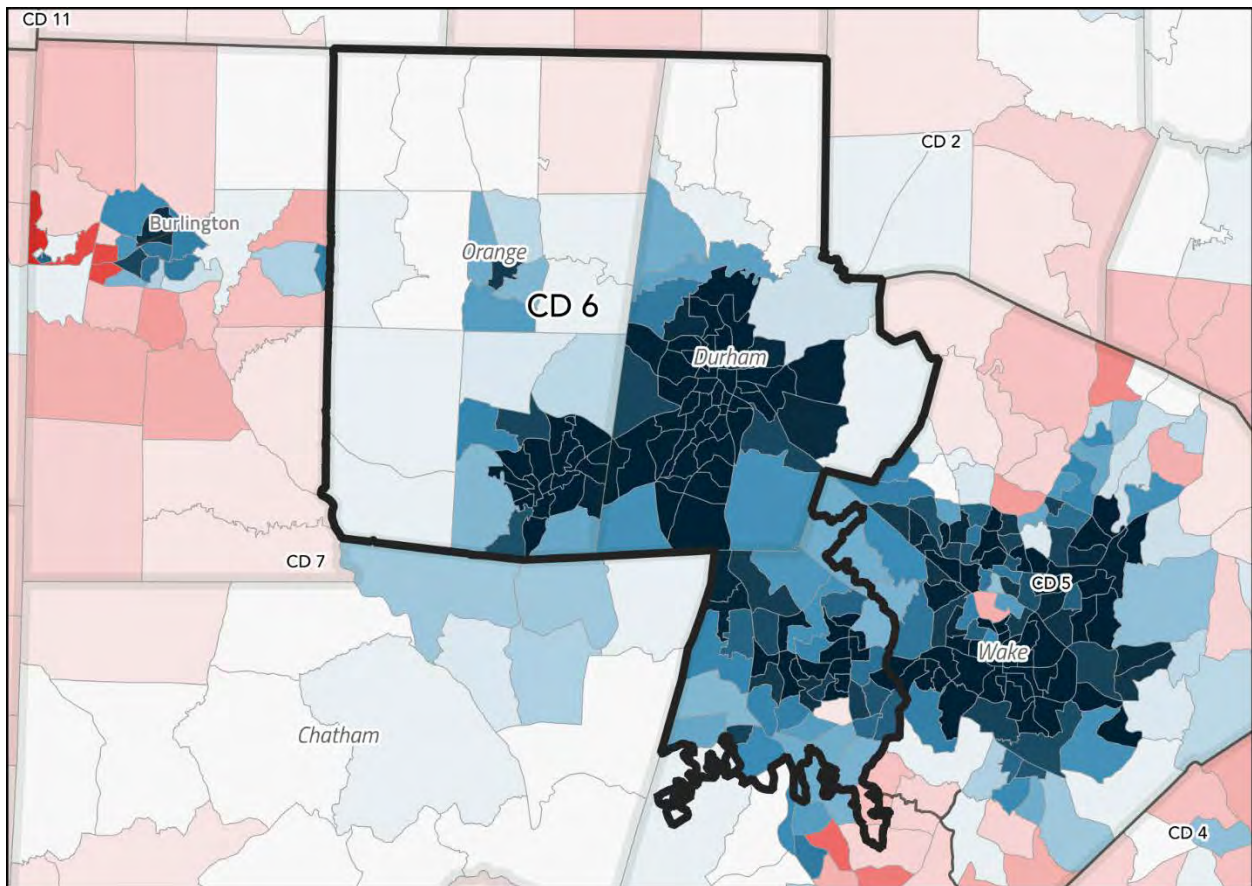 CD 11
CD 2
Burlington
Orange
CD 6
Durham
CD 7
CD 5
Wake
Chatham
CD 4